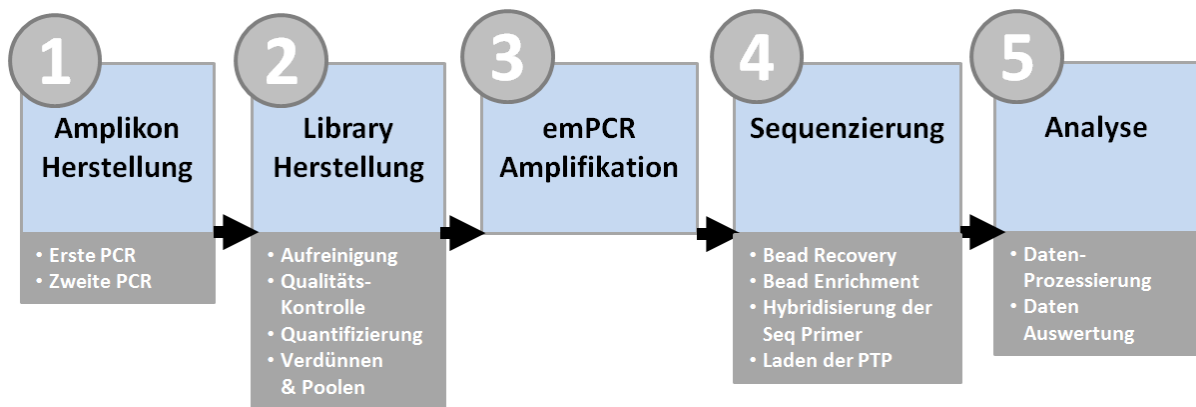 1
Amplikon
Herstellung
• Erste PCR
• Zweite PCR
2
Library
Herstellung
• Aufreinigung
• Qualitäts-
Kontrolle
• Quantifizierung
• Verdünnen
& Poolen
3
emPCR
Amplifikation
4
Sequenzierung
• Bead Recovery
• Bead Enrichment
• Hybridisierung der
Seq Primer
• Laden der PTP
5
Analyse
• Daten-
Prozessierung
• Daten
Auswertung